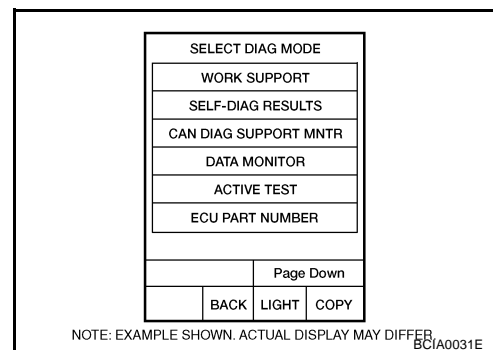 SELECT DIAG MODE
WORK SUPPORT
SELF-DIAG RESULTS
CAN DIAG SUPPORT MNTR
DATA MONITOR
ACTIVE TEST
ECU PART NUMBER
Page Down
BACK LIGHT COPY
NOTE: EXAMPLE SHOWN. ACTUAL DISPLAY MAY DIFFER.
BCIA0031E